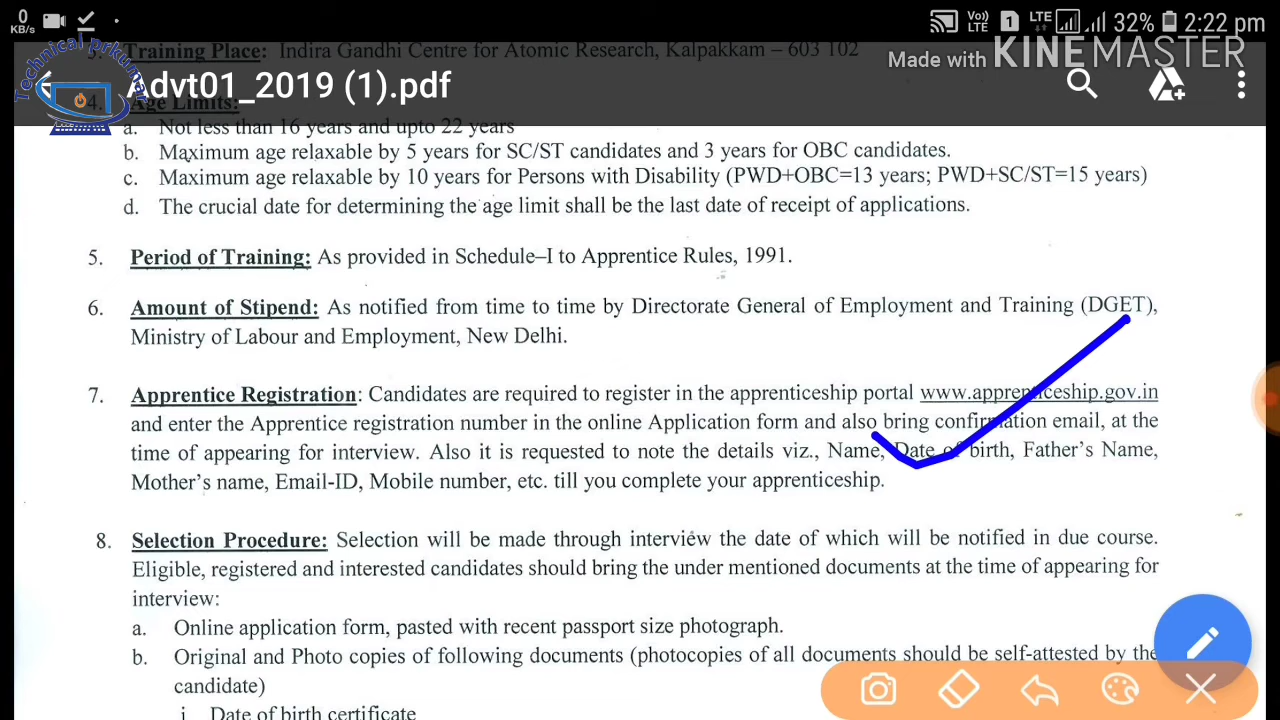 0
KB/s
Vo))
LTE
1
LTE
32%
2:22 pm
Made with KINEMASTER
Technical prkumar
3. Training Place: Indira Gandhi Centre for Atomic Research, Kalpakkam – 603 102
Advt01_2019 (1).pdf
4. Age Limits:
a. Not less than 16 years and upto 22 years
b. Maximum age relaxable by 5 years for SC/ST candidates and 3 years for OBC candidates.
c. Maximum age relaxable by 10 years for Persons with Disability (PWD+OBC=13 years; PWD+SC/ST=15 years)
d. The crucial date for determining the age limit shall be the last date of receipt of applications.
5. Period of Training: As provided in Schedule–I to Apprentice Rules, 1991.
6. Amount of Stipend: As notified from time to time by Directorate General of Employment and Training (DGET),
Ministry of Labour and Employment, New Delhi.
7. Apprentice Registration: Candidates are required to register in the apprenticeship portal www.apprenticeship.gov.in
and enter the Apprentice registration number in the online Application form and also bring confirmation email, at the
time of appearing for interview. Also it is requested to note the details viz., Name, Date of birth, Father's Name,
Mother's name, Email-ID, Mobile number, etc. till you complete your apprenticeship.
8. Selection Procedure: Selection will be made through interview the date of which will be notified in due course.
Eligible, registered and interested candidates should bring the under mentioned documents at the time of appearing for
interview:
a. Online application form, pasted with recent passport size photograph.
b. Original and Photo copies of following documents (photocopies of all documents should be self-attested by the
candidate)
i Date of birth certificate